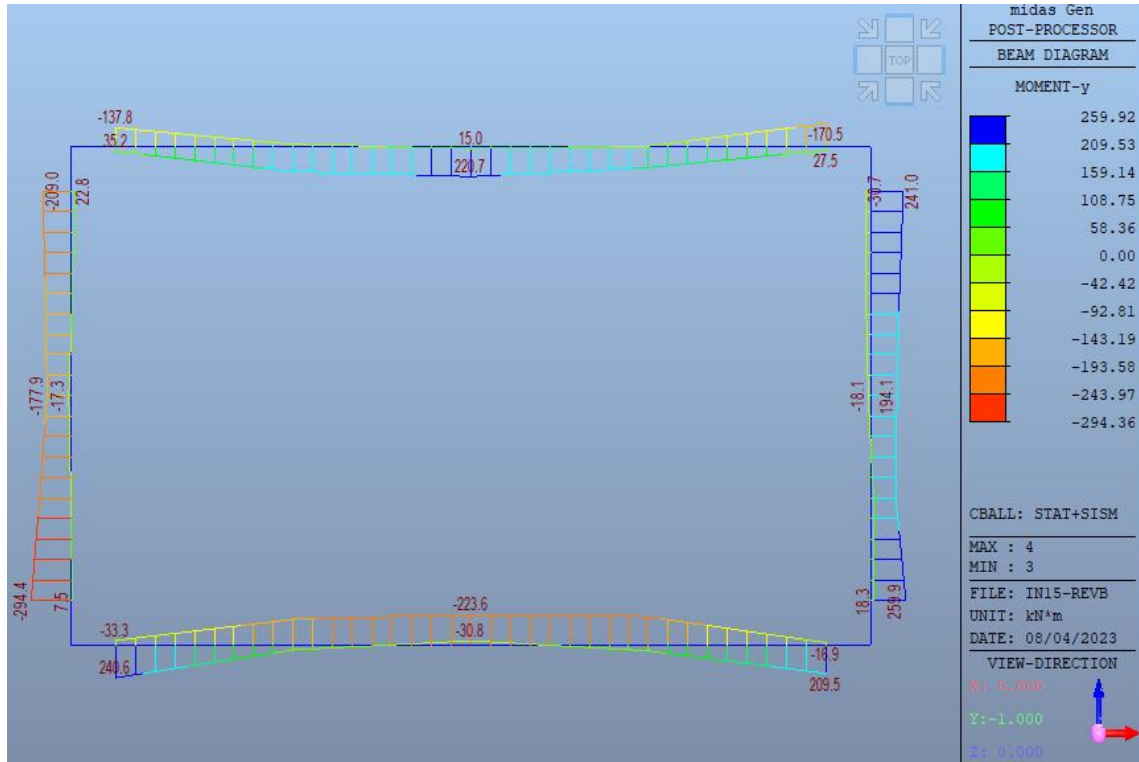 midas Gen
POST-PROCESSOR
BEAM DIAGRAM
MOMENT-y
259.92
209.53
159.14
108.75
58.36
0.00
-42.42
-92.81
-143.19
-193.58
-243.97
-294.36
CBALL: STAT+SISM
MAX : 4
MIN : 3
FILE: IN15-REVB
UNIT: kN*m
DATE: 08/04/2023
VIEW-DIRECTION
X: 0.000
Y:-1.000
Z: 0.000
TOP
-137.8
35.2
15.0
220.7
-170.5
27.5
-209.0
22.8
-30.7
241.0
-177.9
-17.3
-18.1
194.1
-294.4
7.5
18.3
259.9
-33.3
240.6
-223.6
-30.8
-16.9
209.5